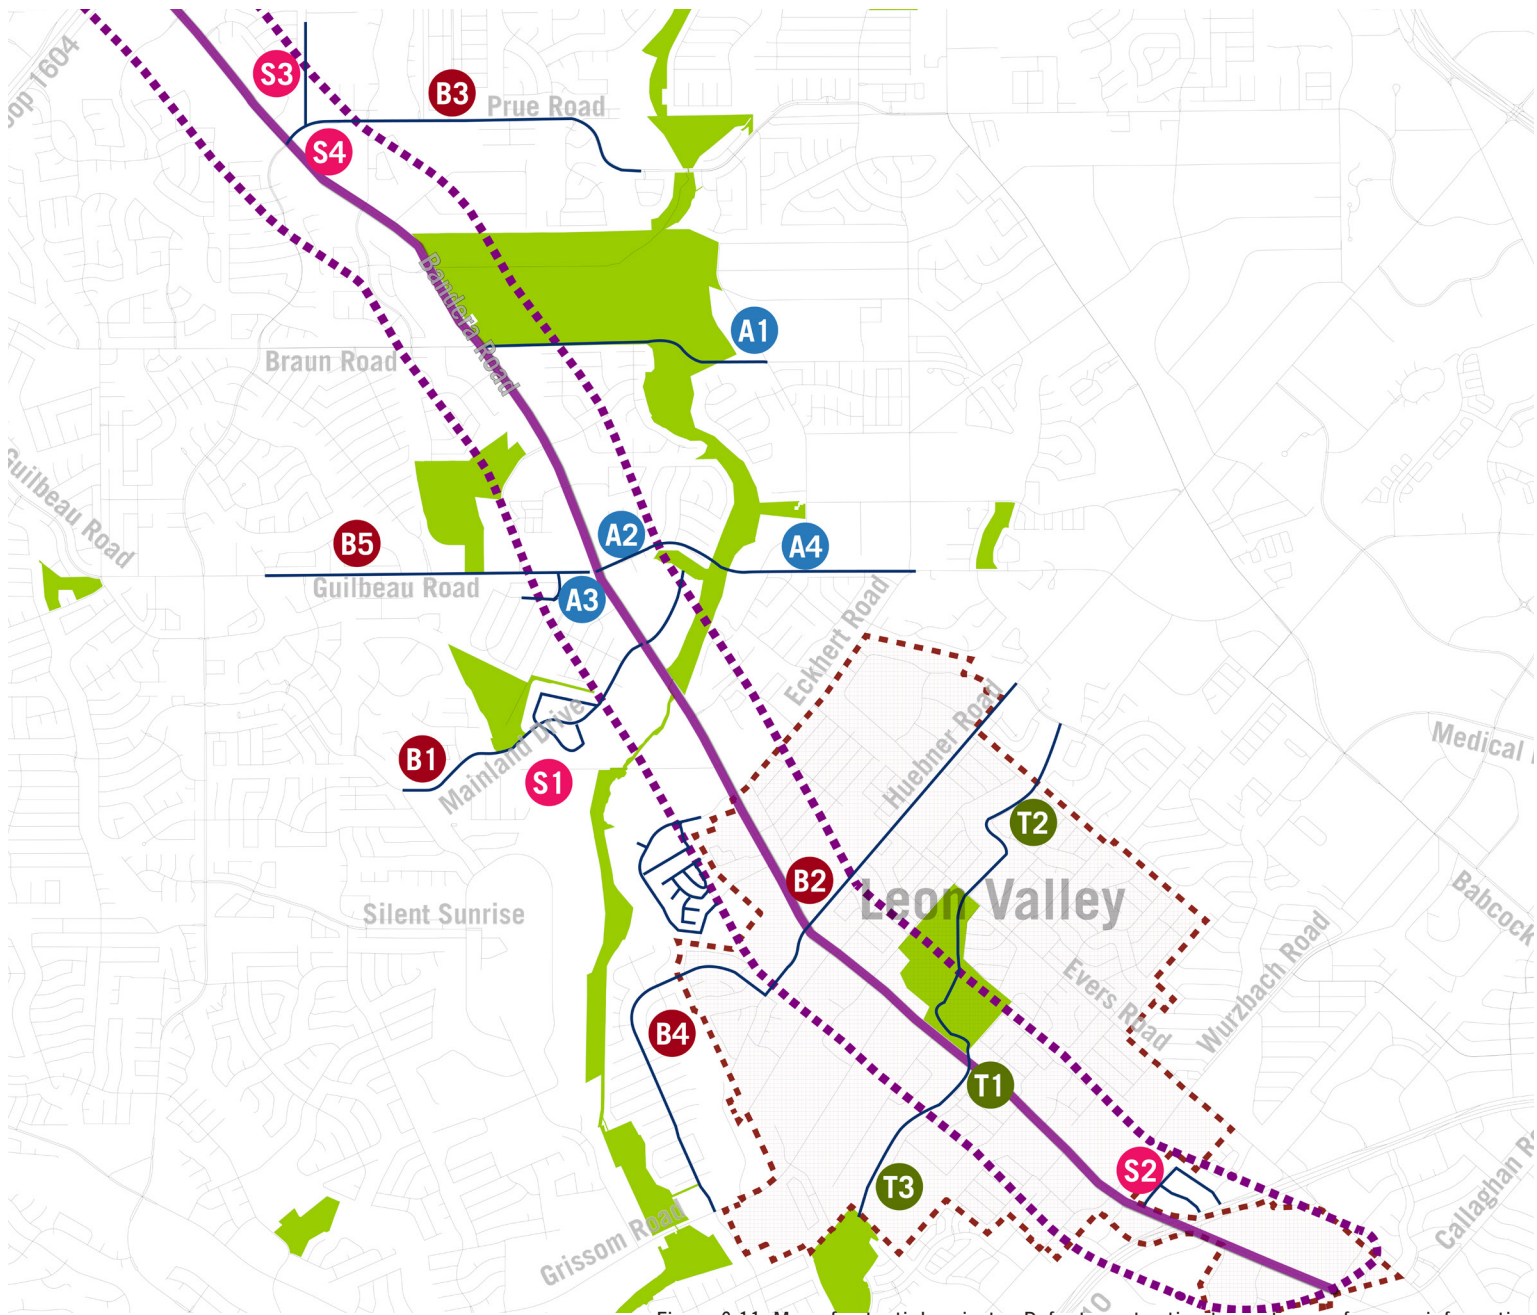 oop 1604
S3
B3
Prue Road
S4
Bandera Road
A1
Braun Road
Guilbeau Road
A2
B5
A4
Guilbeau Road
A3
Eckhert Road
B1
Mainland Drive
S1
Huebner Road
Medical
T2
B2
Leon Valley
Silent Sunrise
Babcock
Evers Road
Wurzbach Road
B4
T1
S2
T3
Callaghan R
Grissom Road